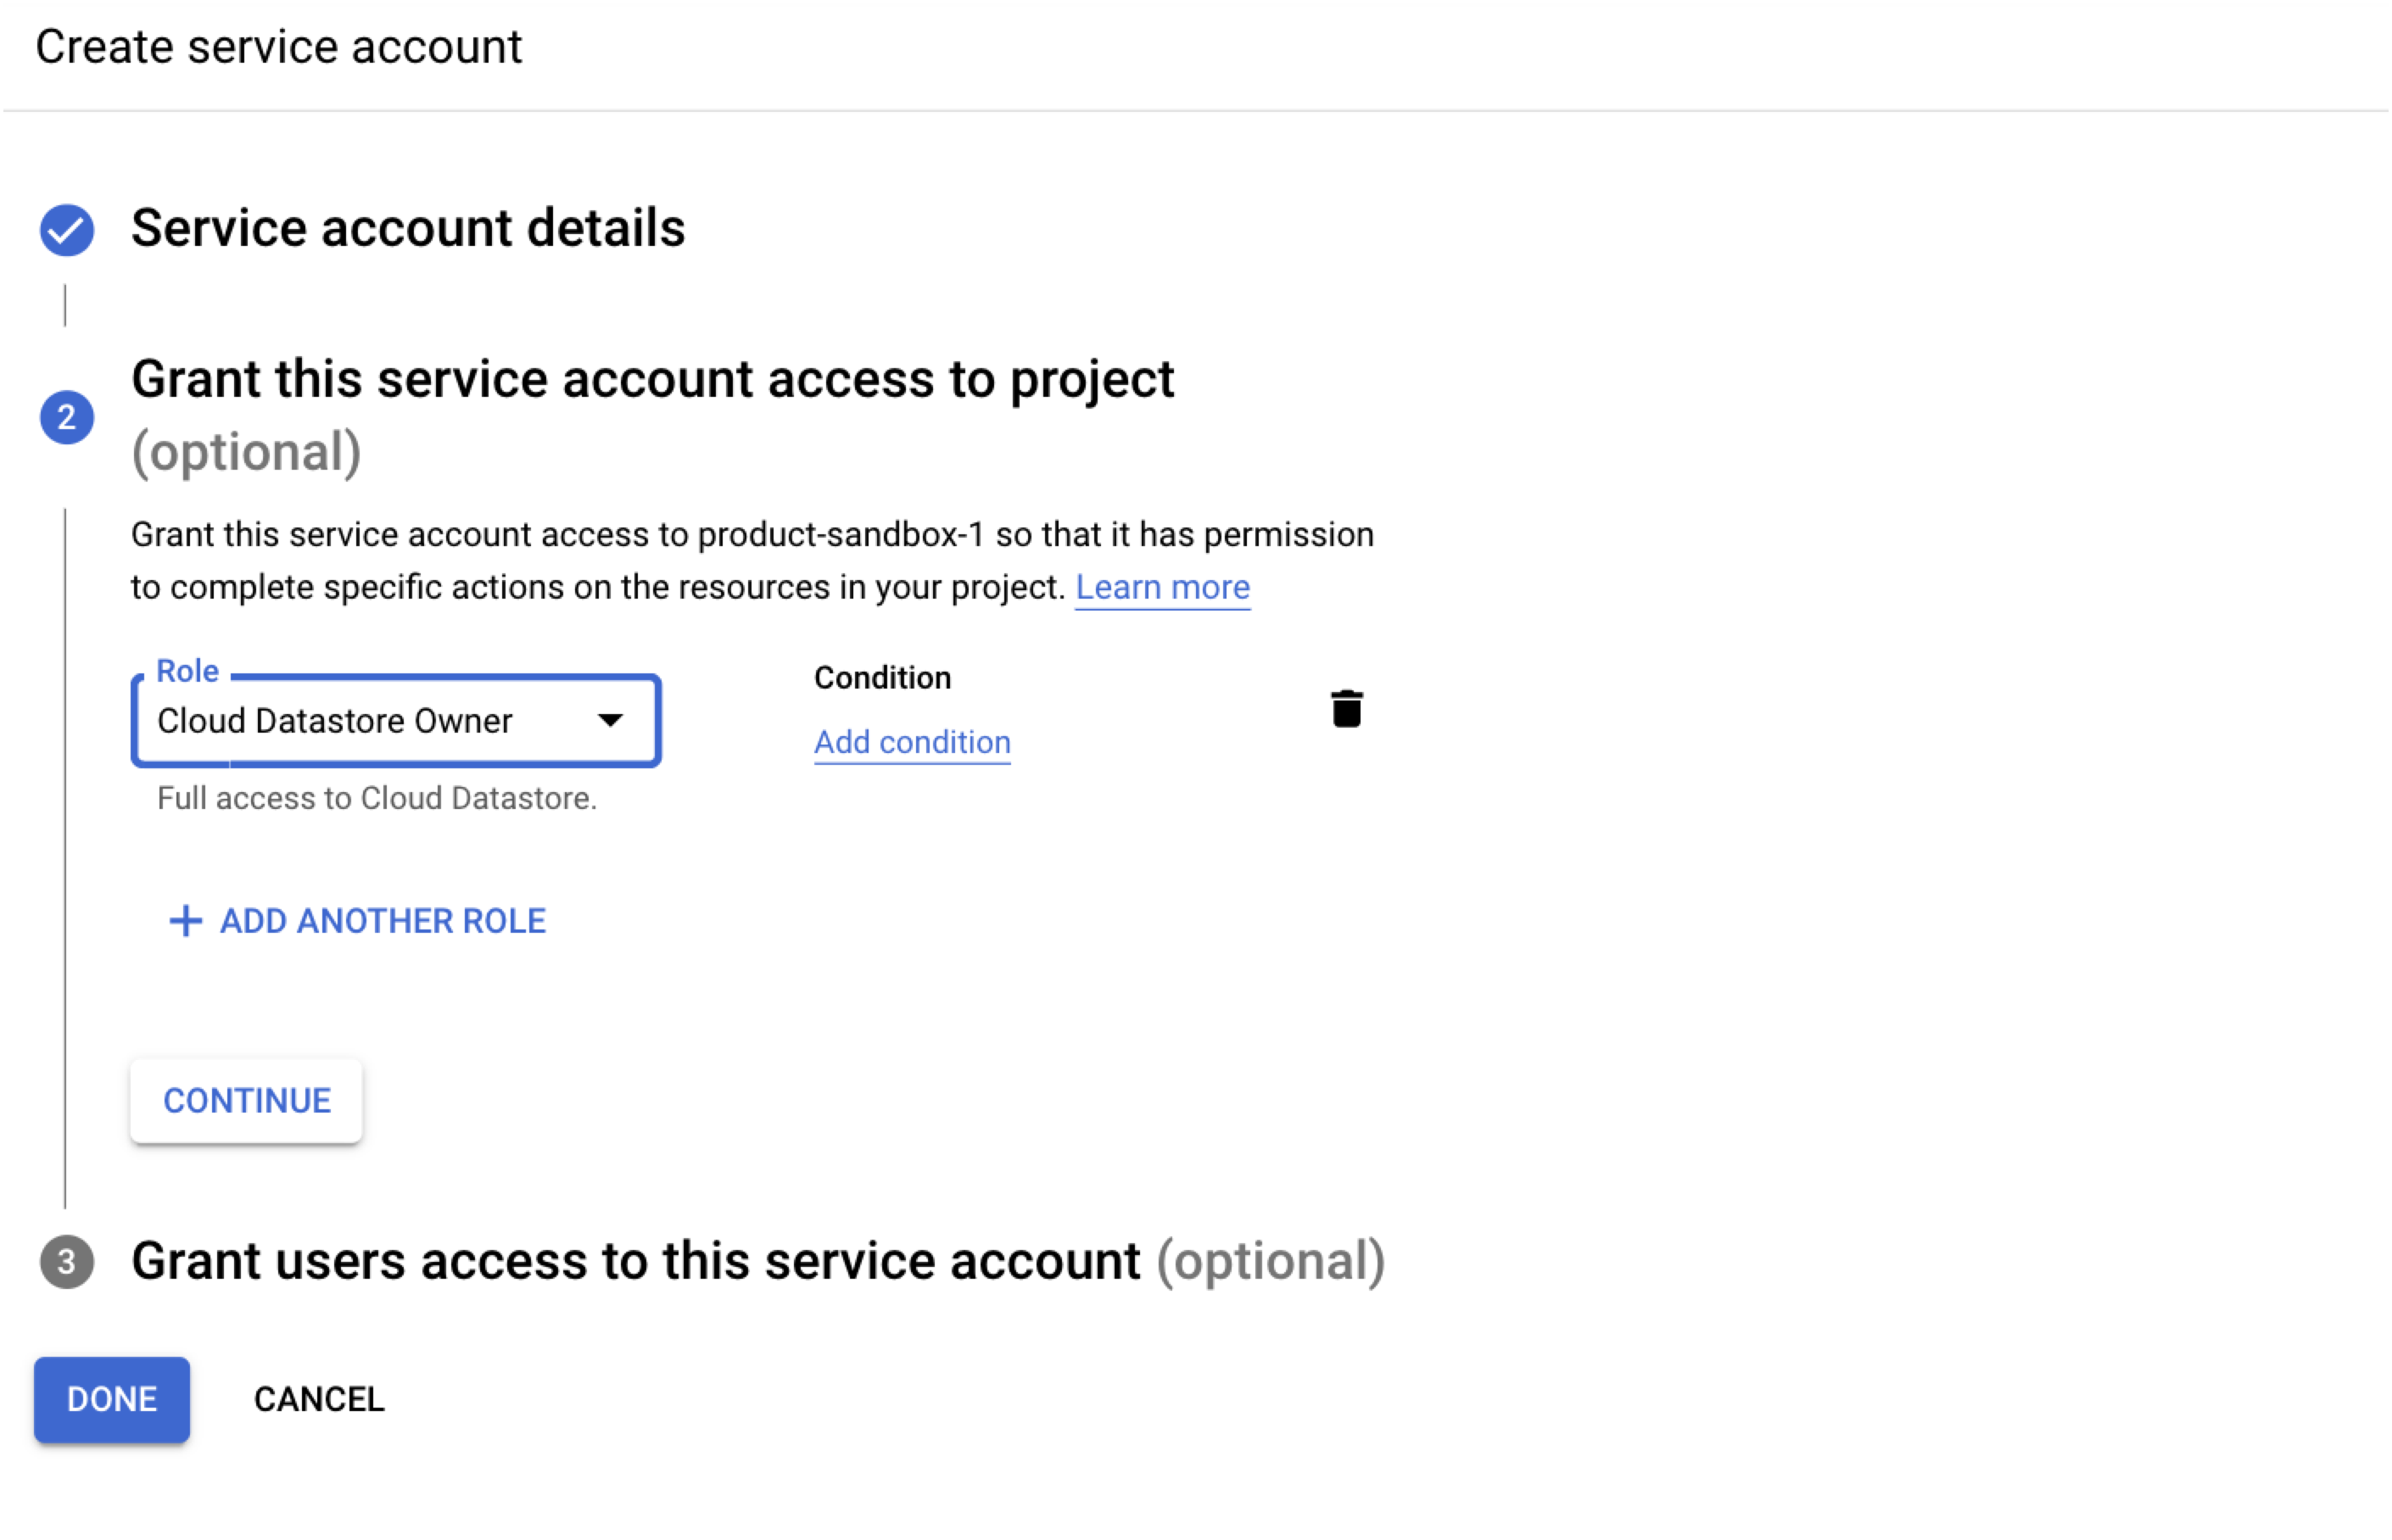 Create service account
Service account details
2
Grant this service account access to project
(optional)
Grant this service account access to product-sandbox-1 so that it has permission
to complete specific actions on the resources in your project. Learn more
Role
Cloud Datastore Owner
Full access to Cloud Datastore.
Condition
Add condition
+ ADD ANOTHER ROLE
CONTINUE
3
Grant users access to this service account (optional)
DONE
CANCEL